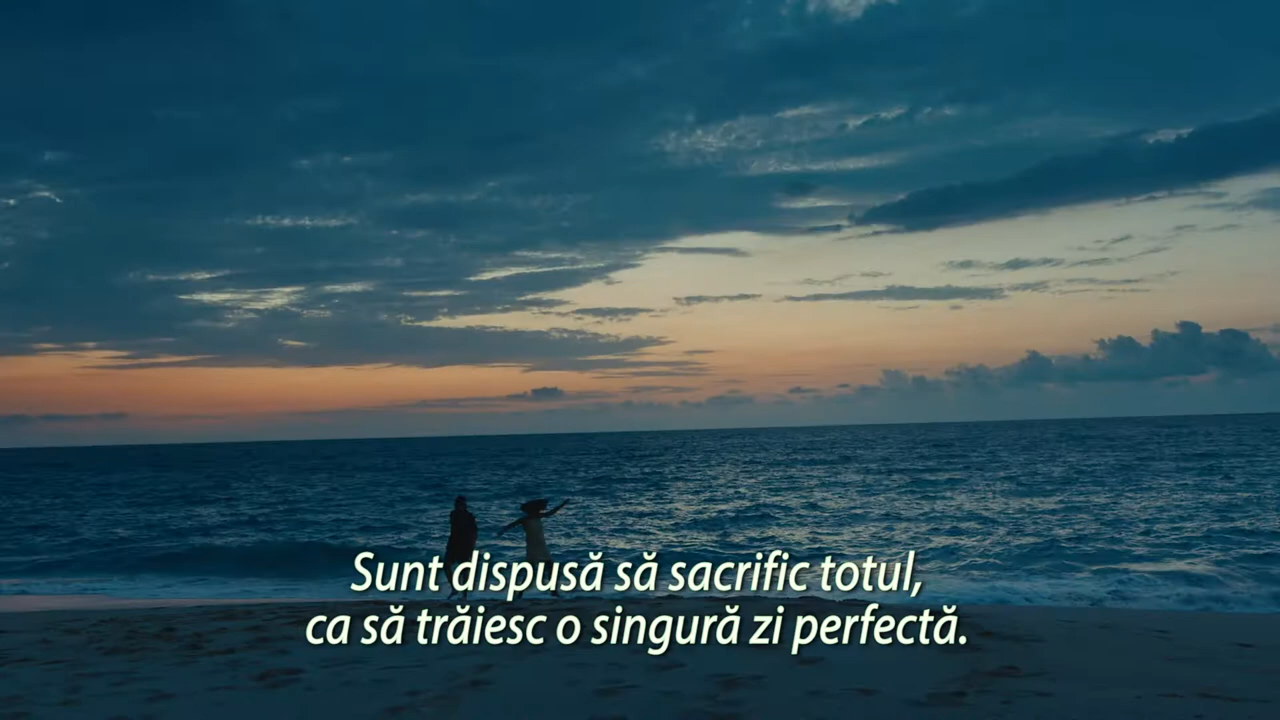 Sunt dispusă să sacrific totul,
ca să trăiesc o singură zi perfectă.